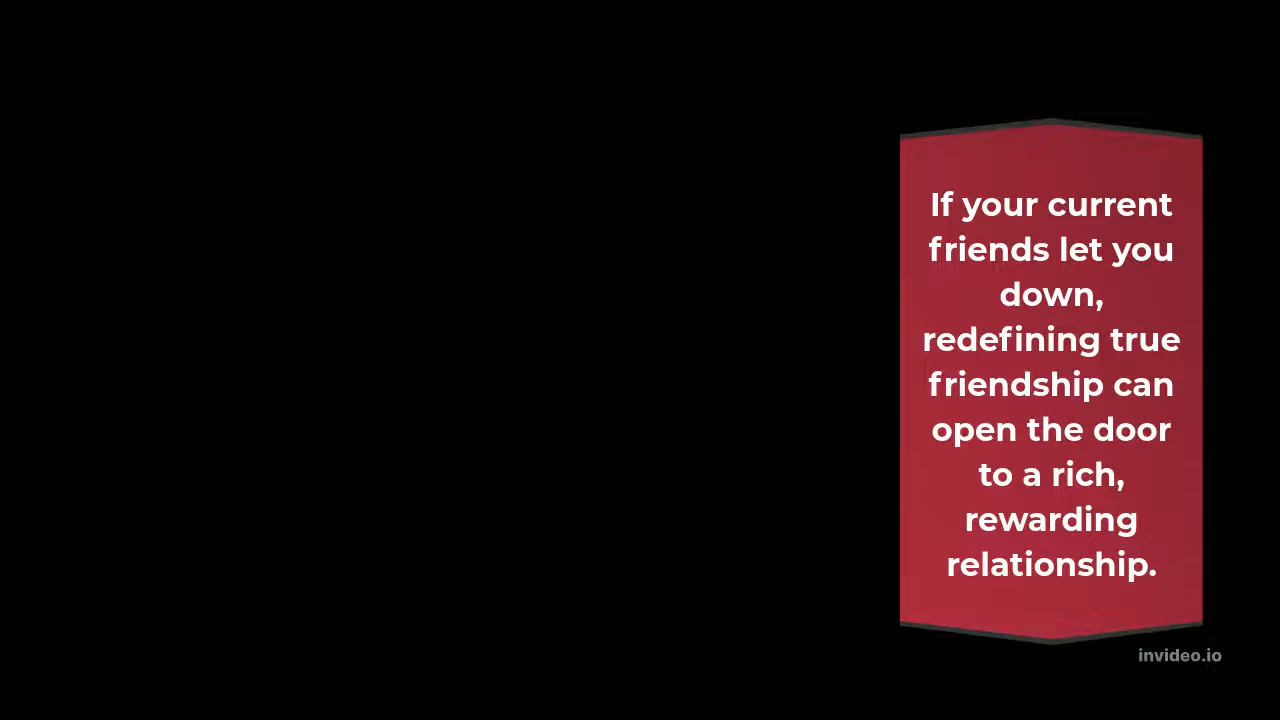 If your current
friends let you
down,
redefining true
friendship can
open the door
to a rich,
rewarding
relationship.
invideo.io